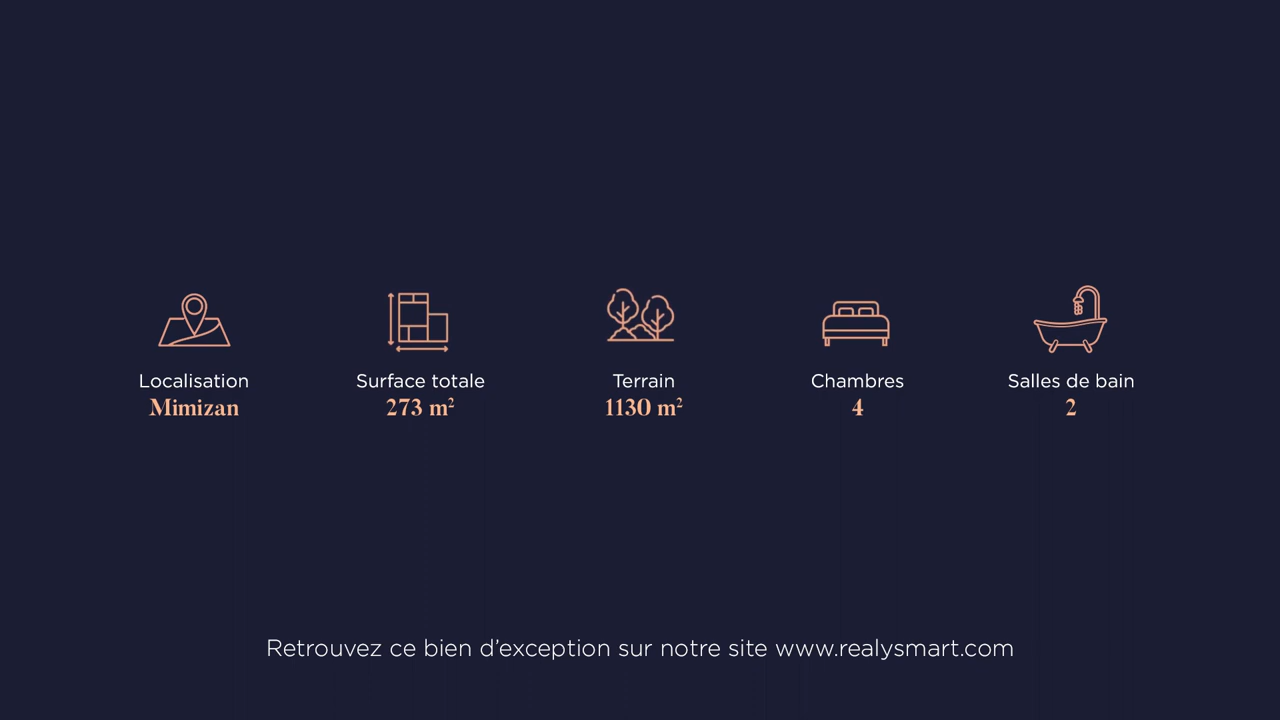 Localisation
Mimizan
Surface totale
273 m²
Terrain
1130 m²
Chambres
4
Salles de bain
2
Retrouvez ce bien d’exception sur notre site www.realysmart.com